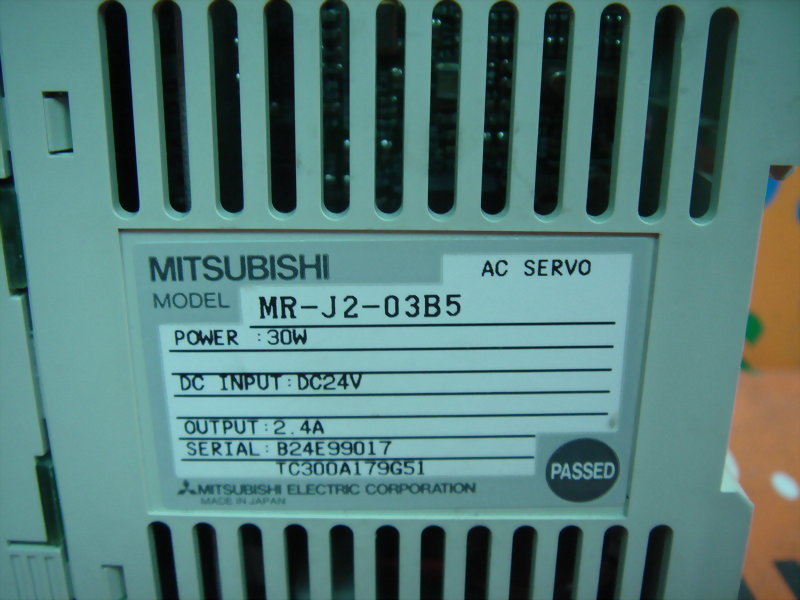 MITSUBISHI AC SERVO
MODEL MR-J2-03B5
POWER :30W
DC INPUT:DC24V
OUTPUT:2.4A
SERIAL:B24E99017
TC300A179G51
PASSED
MITSUBISHI ELECTRIC CORPORATION
MADE IN JAPAN